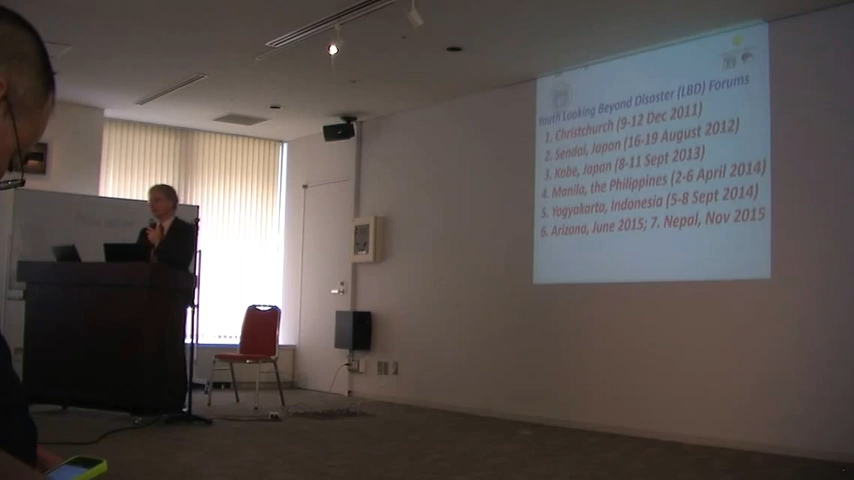 Youth Looking Beyond Disaster (LBD) Forums
1. Christchurch (9-12 Dec 2011)
2. Sendai, Japan (16-19 August 2012)
3. Kobe, Japan (8-11 Sept 2013)
4. Manila, the Philippines (2-6 April 2014)
5. Yogyakarta, Indonesia (5-8 Sept 2014)
6. Arizona, June 2015; 7. Nepal, Nov 2015